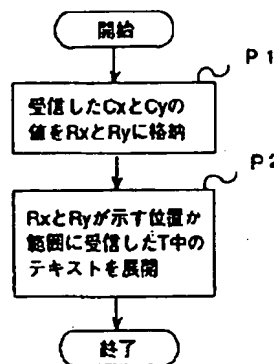 開始
P1
受信したCxとCyの
値をRxとRyに格納
P2
RxとRyが示す位置か
範囲に受信したT中の
テキストを展開
終了